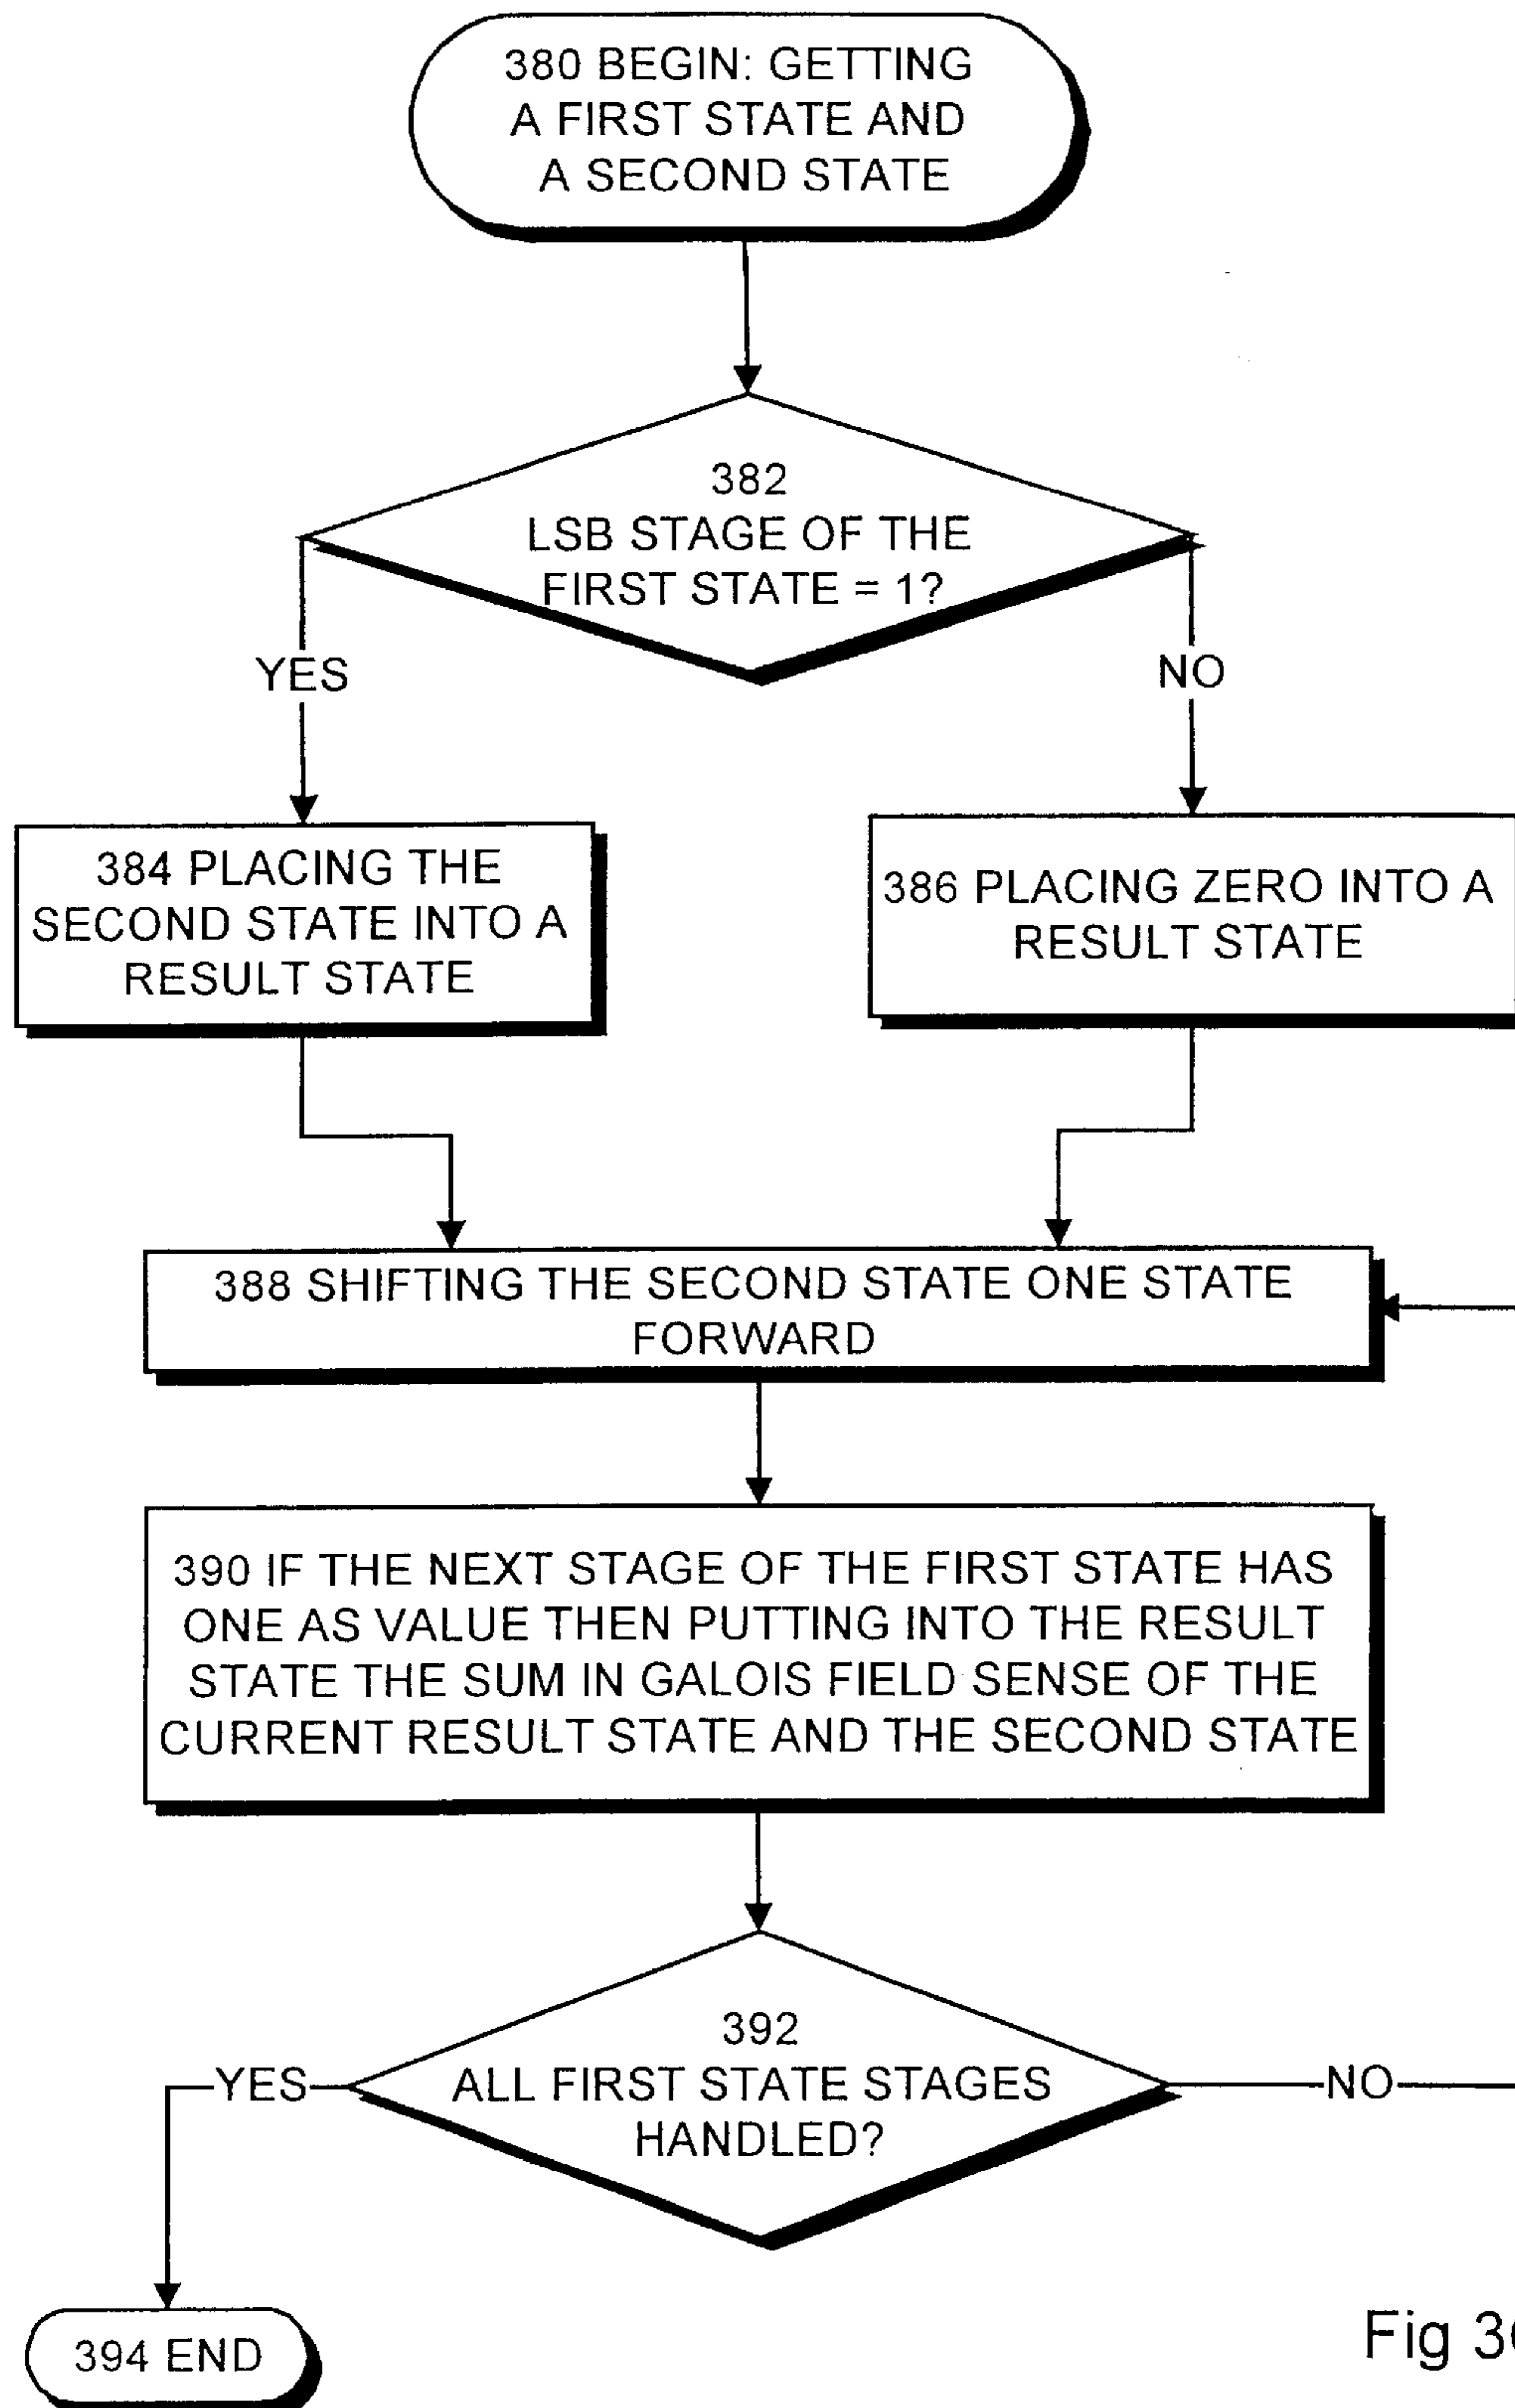 380 BEGIN: GETTING
A FIRST STATE AND
A SECOND STATE
382
LSB STAGE OF THE
FIRST STATE = 1?
YES
NO
384 PLACING THE
SECOND STATE INTO A
RESULT STATE
386 PLACING ZERO INTO A
RESULT STATE
388 SHIFTING THE SECOND STATE ONE STATE
FORWARD
390 IF THE NEXT STAGE OF THE FIRST STATE HAS
ONE AS VALUE THEN PUTTING INTO THE RESULT
STATE THE SUM IN GALOIS FIELD SENSE OF THE
CURRENT RESULT STATE AND THE SECOND STATE
392
ALL FIRST STATE STAGES
HANDLED?
YES
NO
394 END
Fig